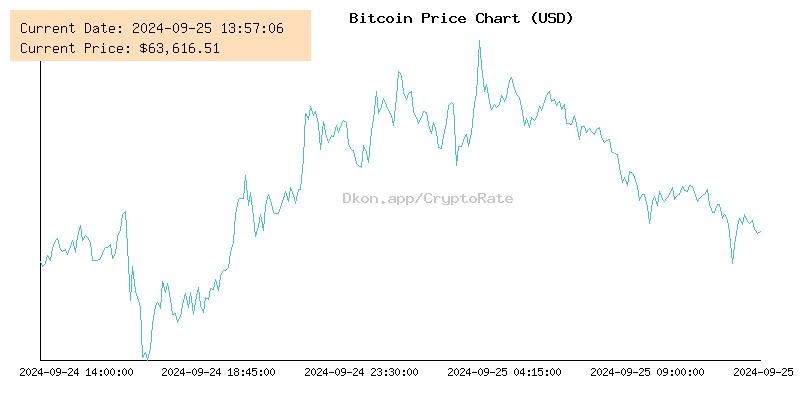 Bitcoin Price Chart (USD)
Current Date: 2024-09-25 13:57:06
Current Price: $63,616.51
Dkon.app/CryptoRate
2024-09-24 14:00:00 2024-09-24 18:45:00 2024-09-24 23:30:00 2024-09-25 04:15:00 2024-09-25 09:00:00 2024-09-25